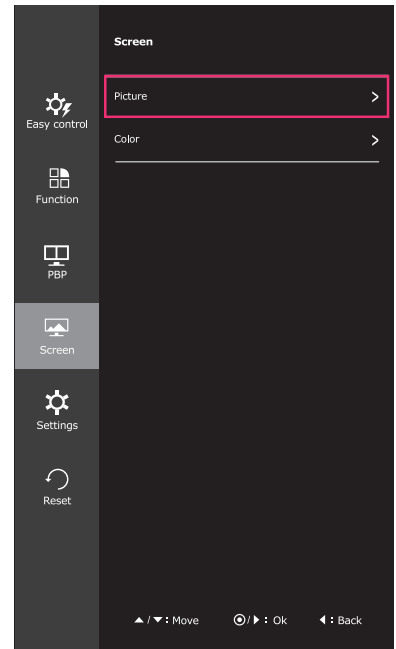 Screen
Picture >
Color >
Easy control
Function
PBP
Screen
Settings
Reset
▲ / ▼ : Move ⦿/ ▶ : Ok ◀ : Back